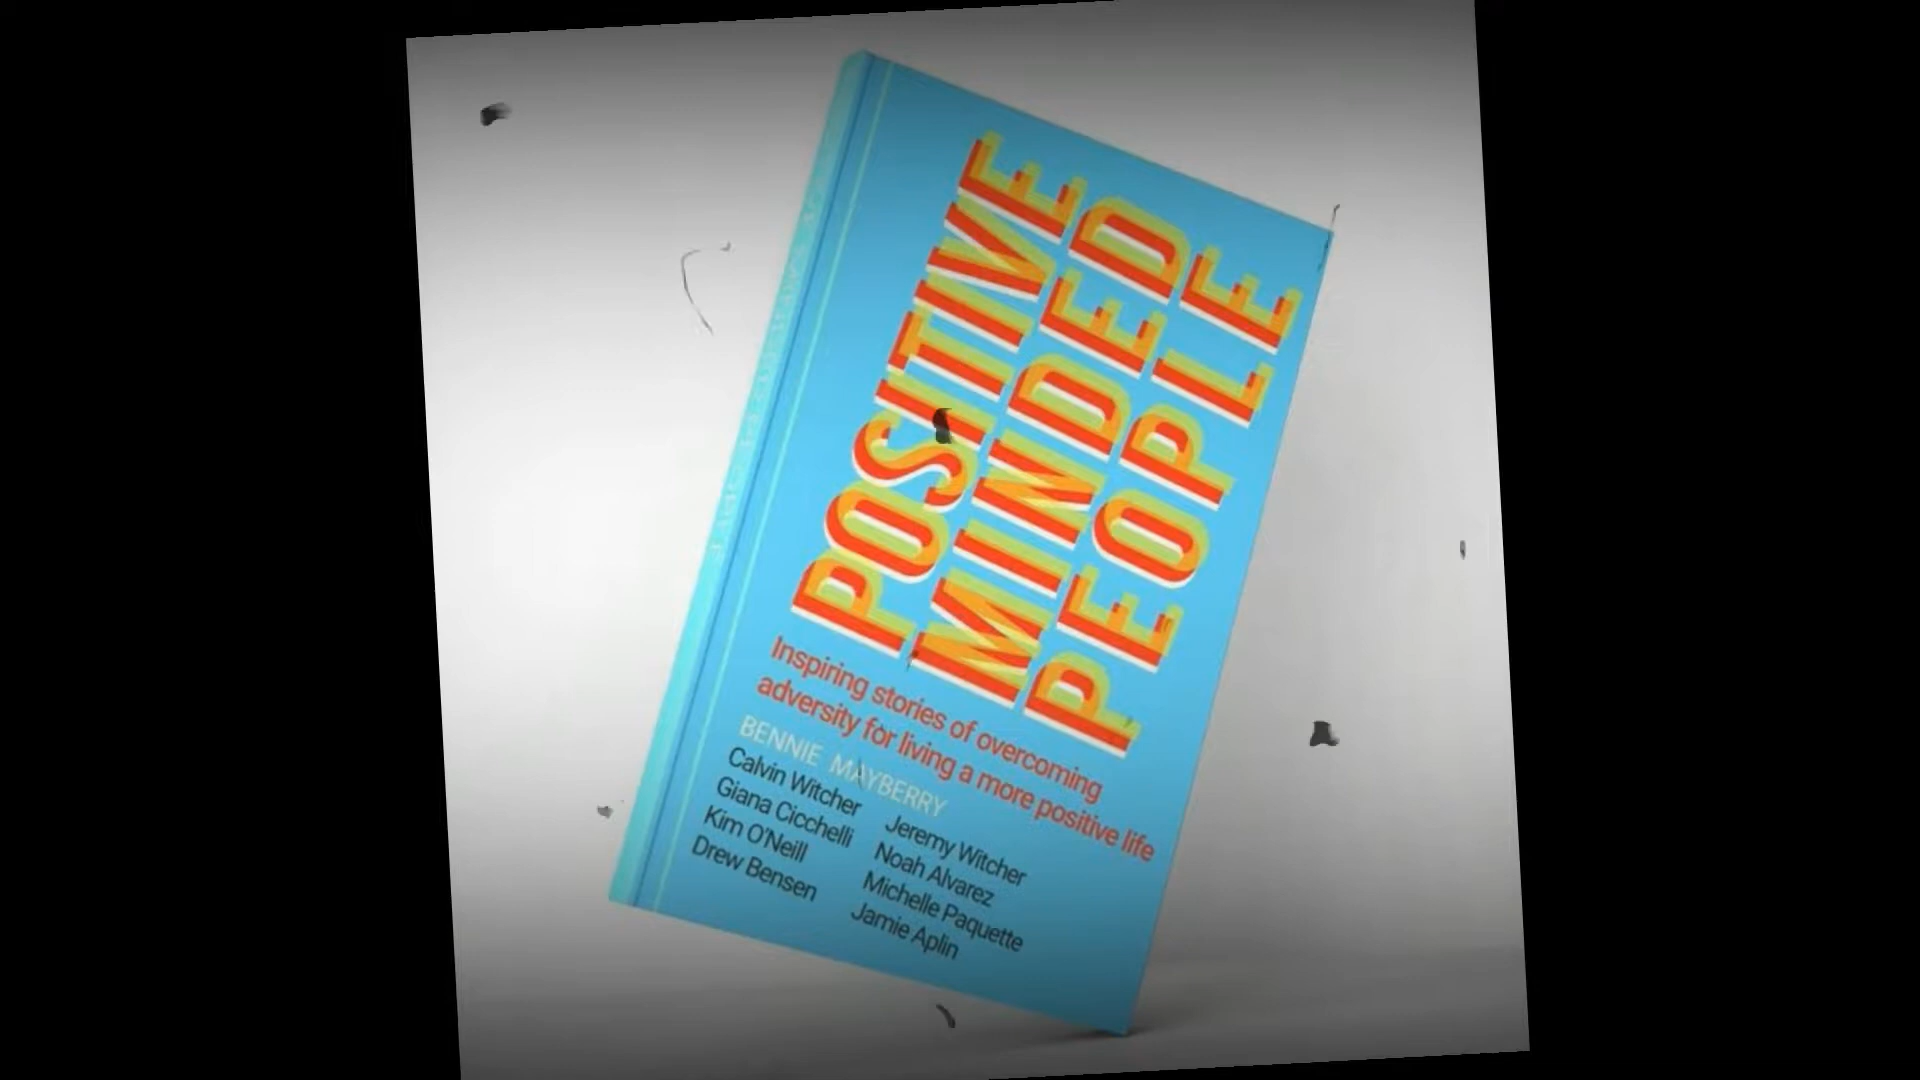 POSITIVE
MINDED
PEOPLE
Inspiring stories of overcoming
adversity for living a more positive life
BENNIE MAYBERRY
Calvin Witcher
Giana Cicchelli
Kim O'Neill
Drew Bensen
Jeremy Witcher
Noah Alvarez
Michelle Paquette
Jamie Aplin